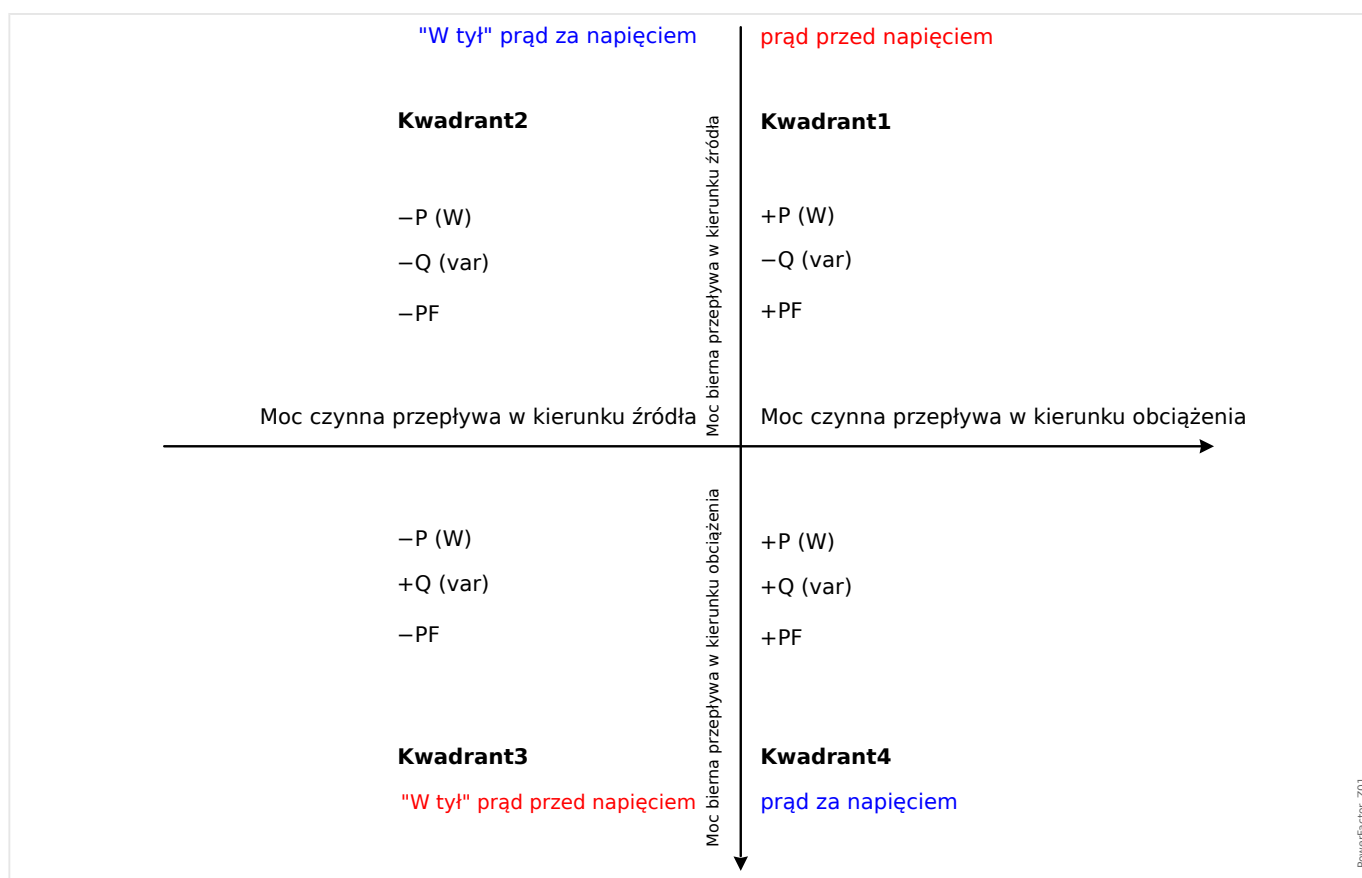 "W tył" prąd za napięciem
prąd przed napięciem
Kwadrant2
Kwadrant1
Moc bierna przepływa w kierunku źródła
−P (W)
−Q (var)
−PF
+P (W)
−Q (var)
+PF
Moc czynna przepływa w kierunku źródła
Moc czynna przepływa w kierunku obciążenia
Moc bierna przepływa w kierunku obciążenia
−P (W)
+Q (var)
−PF
+P (W)
+Q (var)
+PF
Kwadrant3
Kwadrant4
"W tył" prąd przed napięciem
prąd za napięciem
PowerFactor_Z01